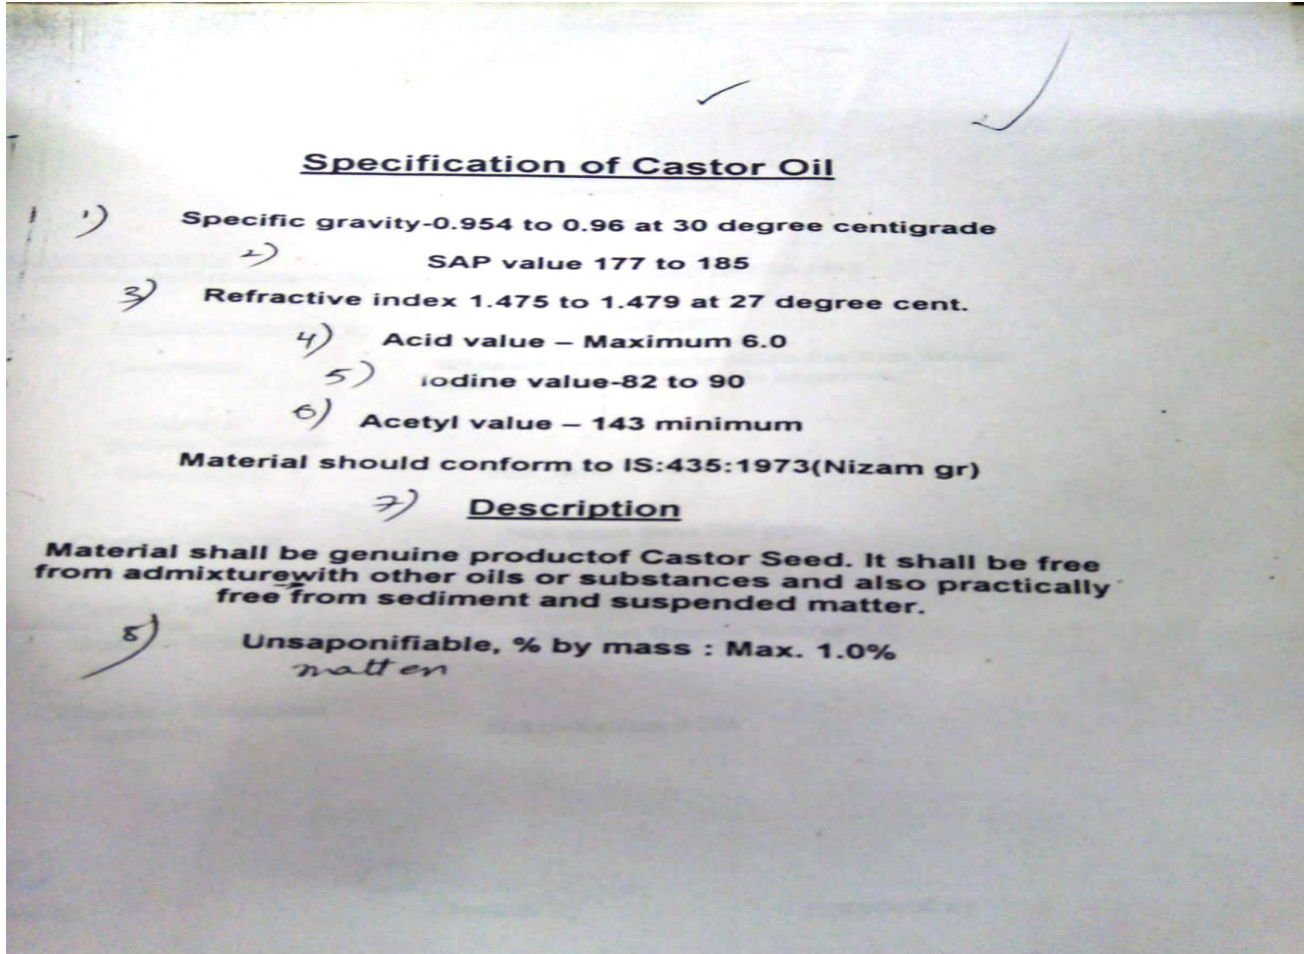 Specification of Castor Oil
1) Specific gravity-0.954 to 0.96 at 30 degree centigrade
2) SAP value 177 to 185
3) Refractive index 1.475 to 1.479 at 27 degree cent.
4) Acid value – Maximum 6.0
5) iodine value-82 to 90
6) Acetyl value – 143 minimum
Material should conform to IS:435:1973(Nizam gr)
7) Description
Material shall be genuine productof Castor Seed. It shall be free
from admixturewith other oils or substances and also practically
free from sediment and suspended matter.
8) Unsaponifiable, % by mass : Max. 1.0%
matter